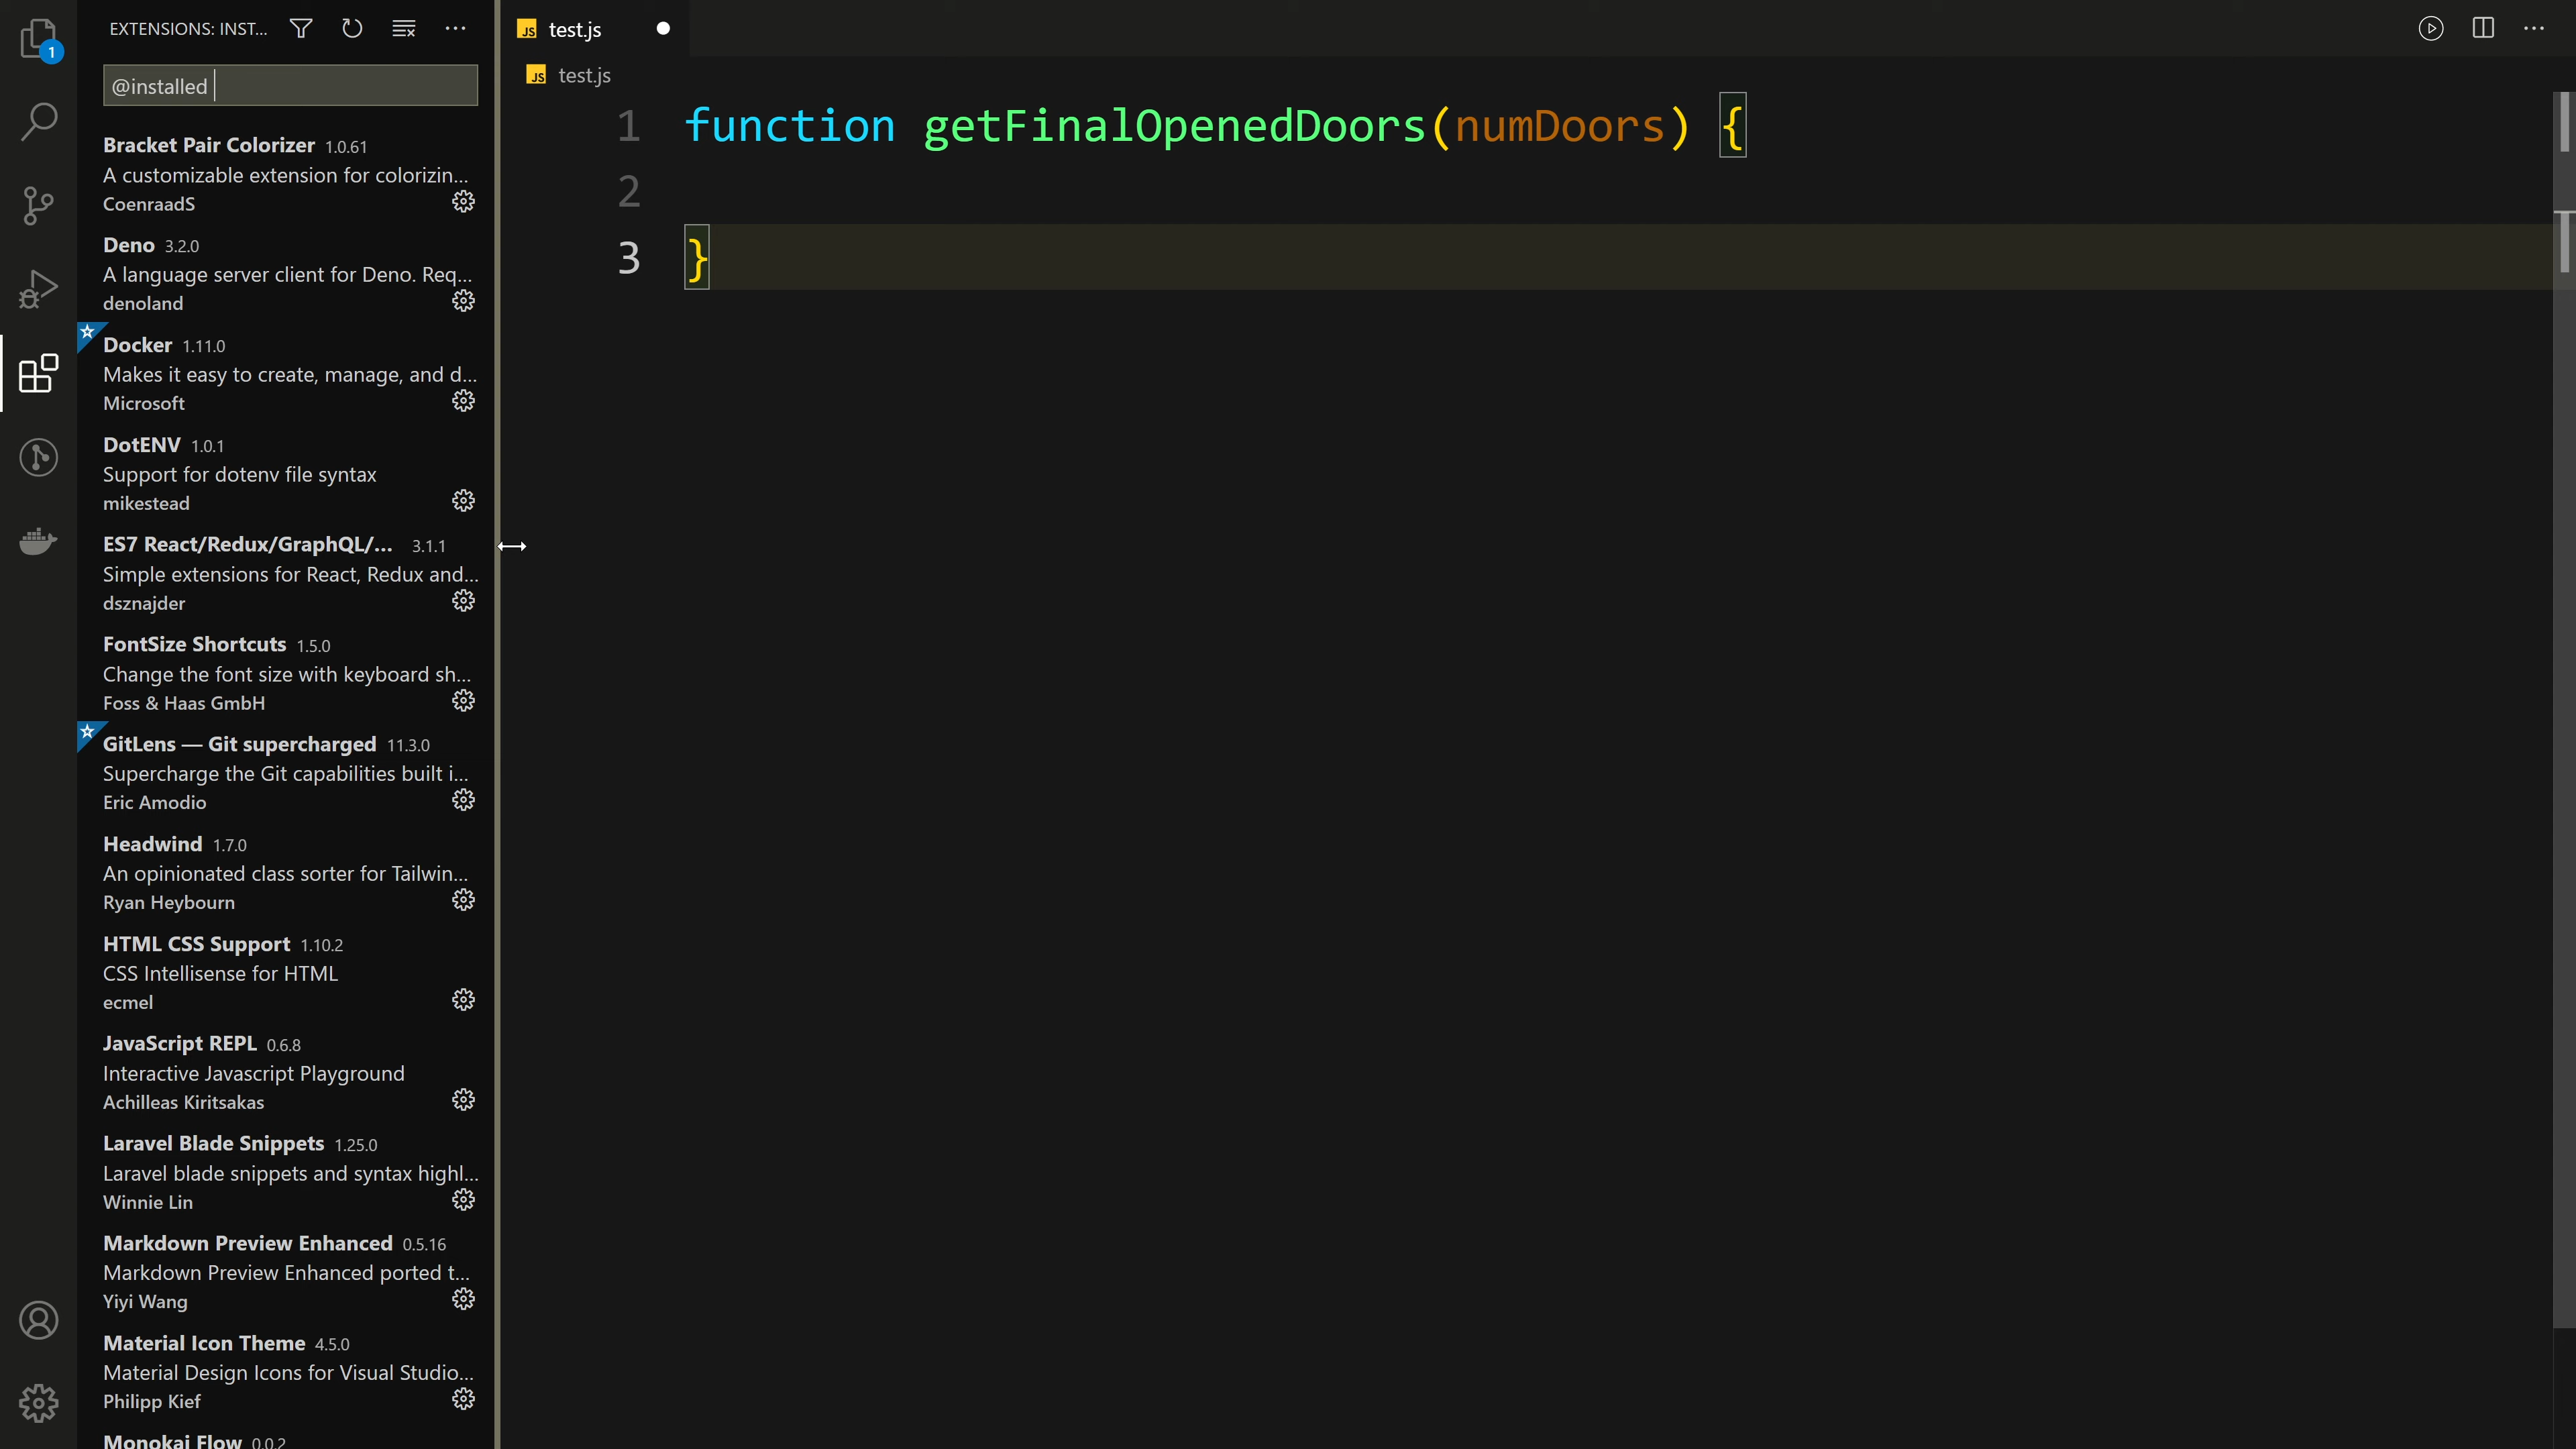 EXTENSIONS: INST...
1
@installed
Bracket Pair Colorizer 1.0.61
A customizable extension for colorizin...
CoenraadS
Deno 3.2.0
A language server client for Deno. Req...
denoland
Docker 1.11.0
Makes it easy to create, manage, and d...
Microsoft
DotENV 1.0.1
Support for dotenv file syntax
mikestead
ES7 React/Redux/GraphQL/... 3.1.1
Simple extensions for React, Redux and...
dsznajder
FontSize Shortcuts 1.5.0
Change the font size with keyboard sh...
Foss & Haas GmbH
GitLens — Git supercharged 11.3.0
Supercharge the Git capabilities built i...
Eric Amodio
Headwind 1.7.0
An opinionated class sorter for Tailwin...
Ryan Heybourn
HTML CSS Support 1.10.2
CSS Intellisense for HTML
ecmel
JavaScript REPL 0.6.8
Interactive Javascript Playground
Achilleas Kiritsakas
Laravel Blade Snippets 1.25.0
Laravel blade snippets and syntax highl...
Winnie Lin
Markdown Preview Enhanced 0.5.16
Markdown Preview Enhanced ported t...
Yiyi Wang
Material Icon Theme 4.5.0
Material Design Icons for Visual Studio...
Philipp Kief
Monokai Flow 0.0.2
JS test.js
JS test.js
1 function getFinalOpenedDoors(numDoors) {
2
3 }